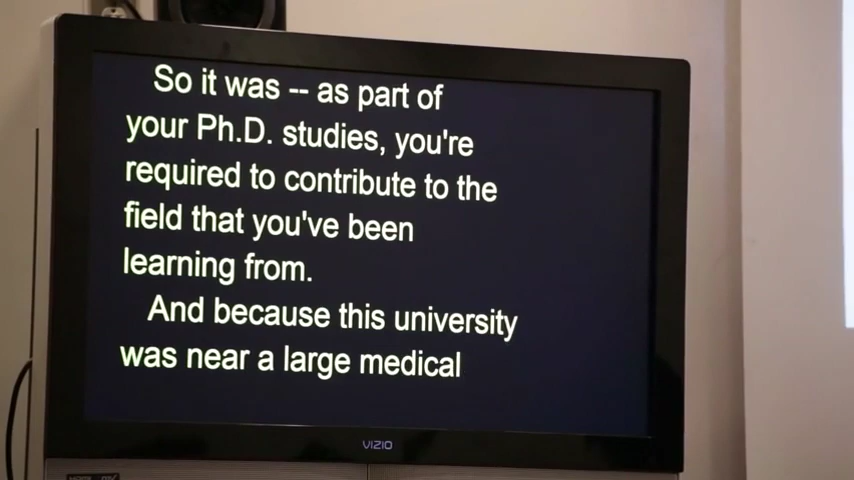 So it was -- as part of
your Ph.D. studies, you're
required to contribute to the
field that you've been
learning from.
And because this university
was near a large medical
VIZIO
HDMI